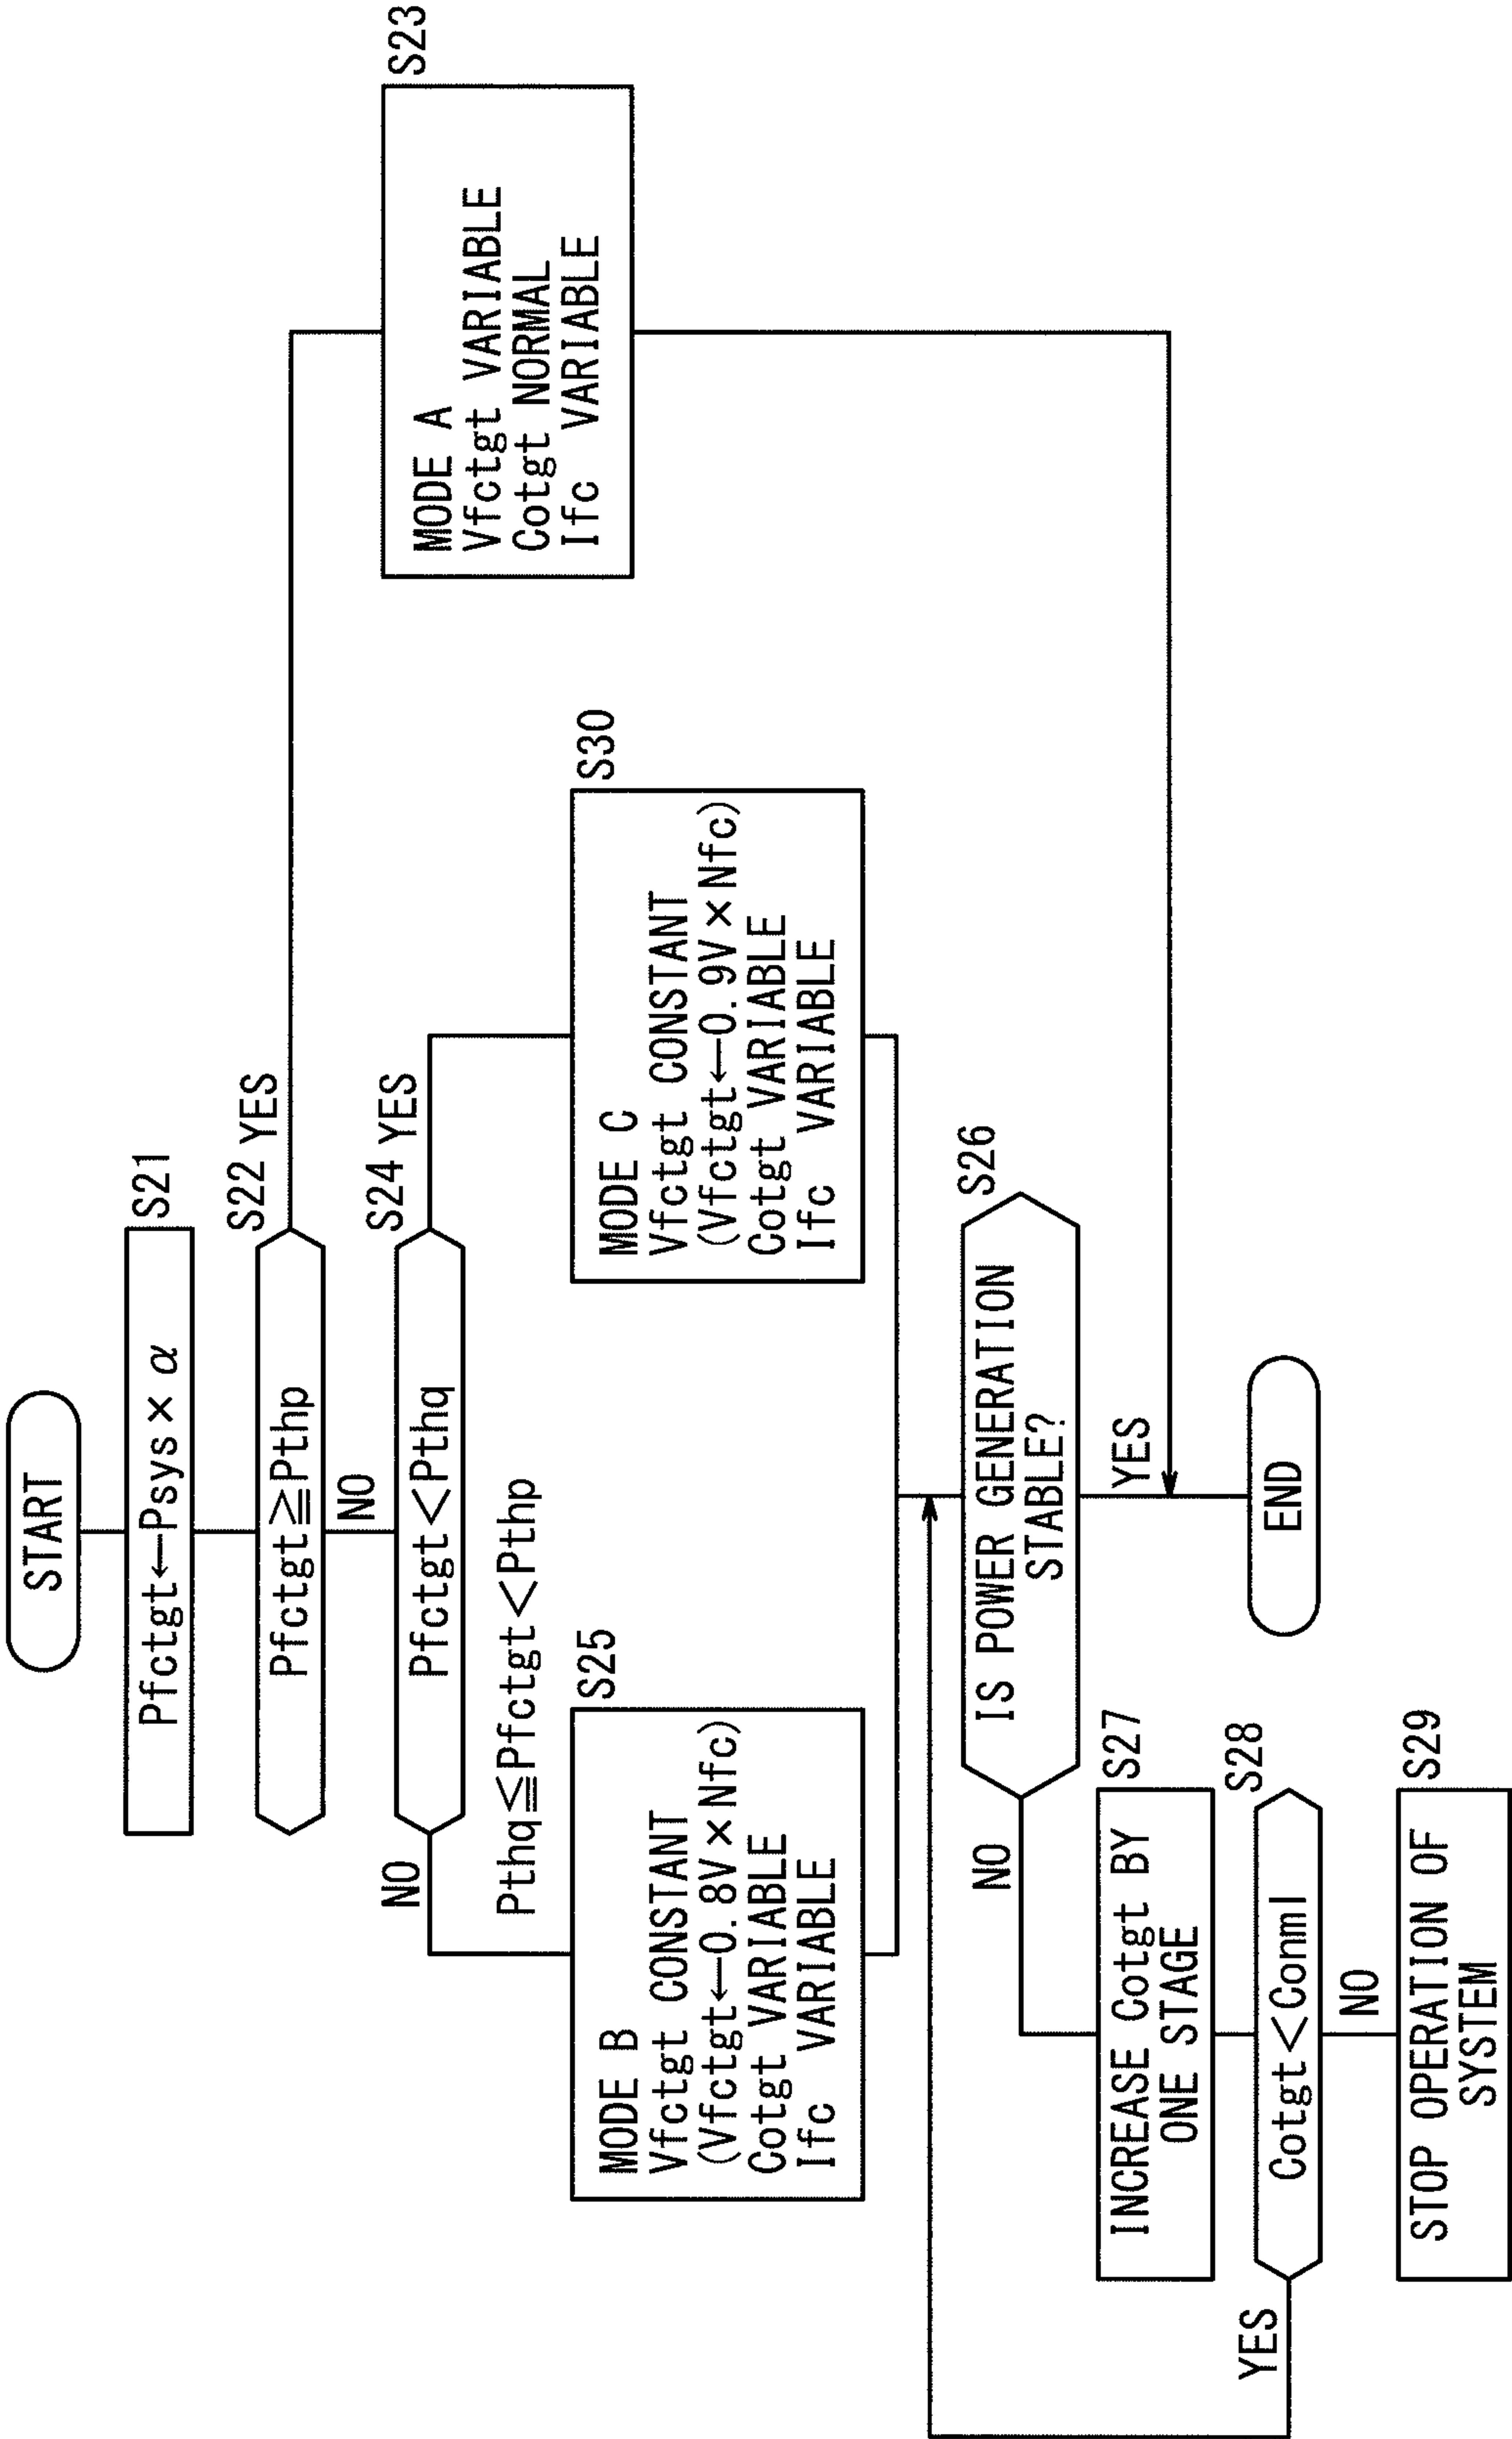 START
Pfctgt←Psys×α
S21
Pfctgt≧Pthp
S22 YES
NO
Pfctgt<Pthq
S24 YES
NO
Pthq≦Pfctgt<Pthp
MODE A
Vfctgt VARIABLE
Cotgt NORMAL
Ifc VARIABLE
S23
MODE B
Vfctgt CONSTANT
(Vfctgt←0.8V×Nfc)
Cotgt VARIABLE
Ifc VARIABLE
S25
MODE C
Vfctgt CONSTANT
(Vfctgt←0.9V×Nfc)
Cotgt VARIABLE
Ifc VARIABLE
S30
IS POWER GENERATION
STABLE?
S26
NO
YES
INCREASE Cotgt BY
ONE STAGE
S27
Cotgt<Conml
S28
YES
NO
STOP OPERATION OF
SYSTEM
S29
END